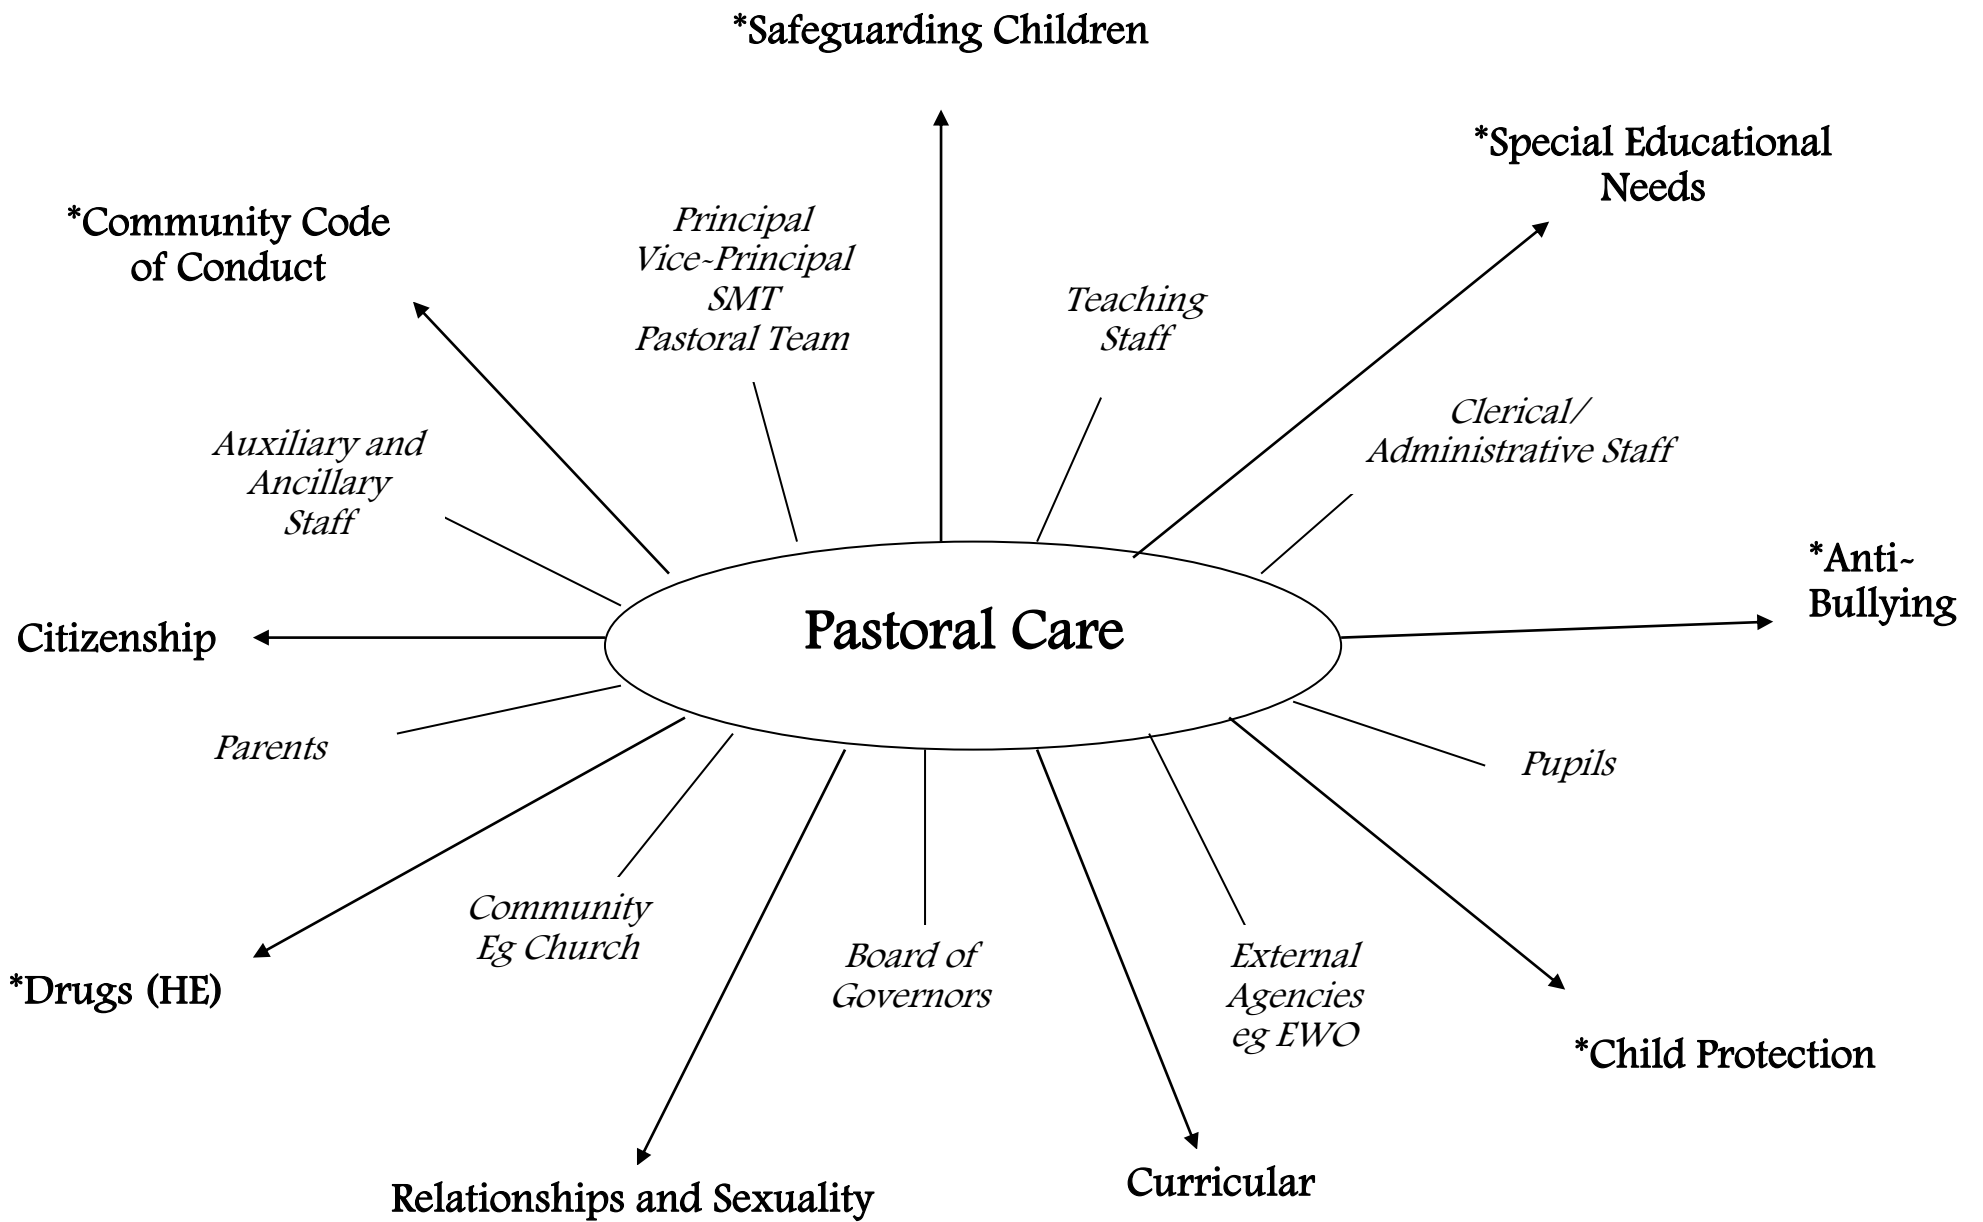 *Safeguarding Children
*Special Educational
Needs
*Community Code
of Conduct
Principal
Vice-Principal
SMT
Pastoral Team
Teaching
Staff
Clerical/
Administrative Staff
Auxiliary and
Ancillary
Staff
*Anti-
Bullying
Pastoral Care
Citizenship
Parents
Pupils
Community
Eg Church
Board of
Governors
External
Agencies
eg EWO
*Drugs (HE)
*Child Protection
Relationships and Sexuality
Curricular